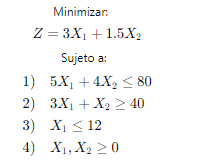 Minimizar:
Z = 3X₁ + 1.5X₂
Sujeto a:
1) 5X₁ + 4X₂ ≤ 80
2) 3X₁ + X₂ ≥ 40
3) X₁ ≤ 12
4) X₁, X₂ ≥ 0